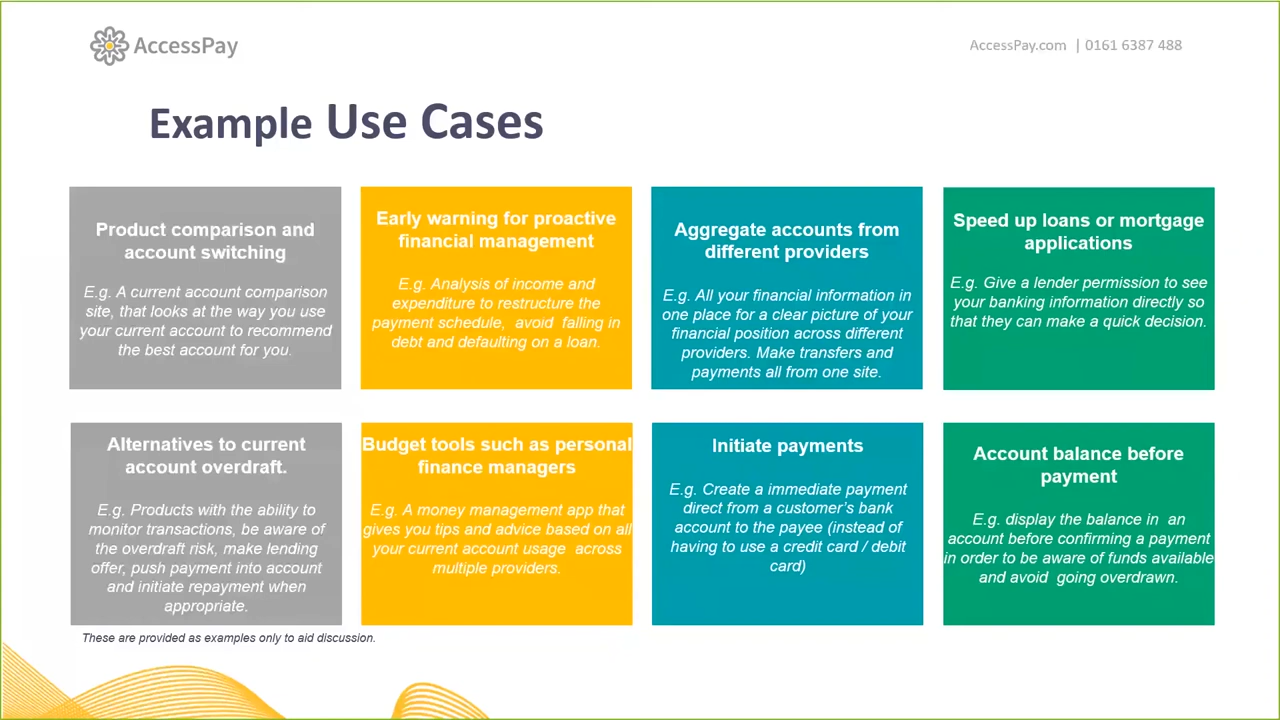 AccessPay
AccessPay.com | 0161 6387 488
Example Use Cases
Product comparison and
account switching
E.g. A current account comparison
site, that looks at the way you use
your current account to recommend
the best account for you.
Early warning for proactive
financial management
E.g. Analysis of income and
expenditure to restructure the
payment schedule, avoid falling in
debt and defaulting on a loan.
Aggregate accounts from
different providers
E.g. All your financial information in
one place for a clear picture of your
financial position across different
providers. Make transfers and
payments all from one site.
Speed up loans or mortgage
applications
E.g. Give a lender permission to see
your banking information directly so
that they can make a quick decision.
Alternatives to current
account overdraft.
E.g. Products with the ability to
monitor transactions, be aware of
the overdraft risk, make lending
offer, push payment into account
and initiate repayment when
appropriate.
Budget tools such as personal
finance managers
E.g. A money management app that
gives you tips and advice based on all
your current account usage across
multiple providers.
Initiate payments
E.g. Create a immediate payment
direct from a customer’s bank
account to the payee (instead of
having to use a credit card / debit
card)
Account balance before
payment
E.g. display the balance in an
account before confirming a payment
in order to be aware of funds available
and avoid going overdrawn.
These are provided as examples only to aid discussion.